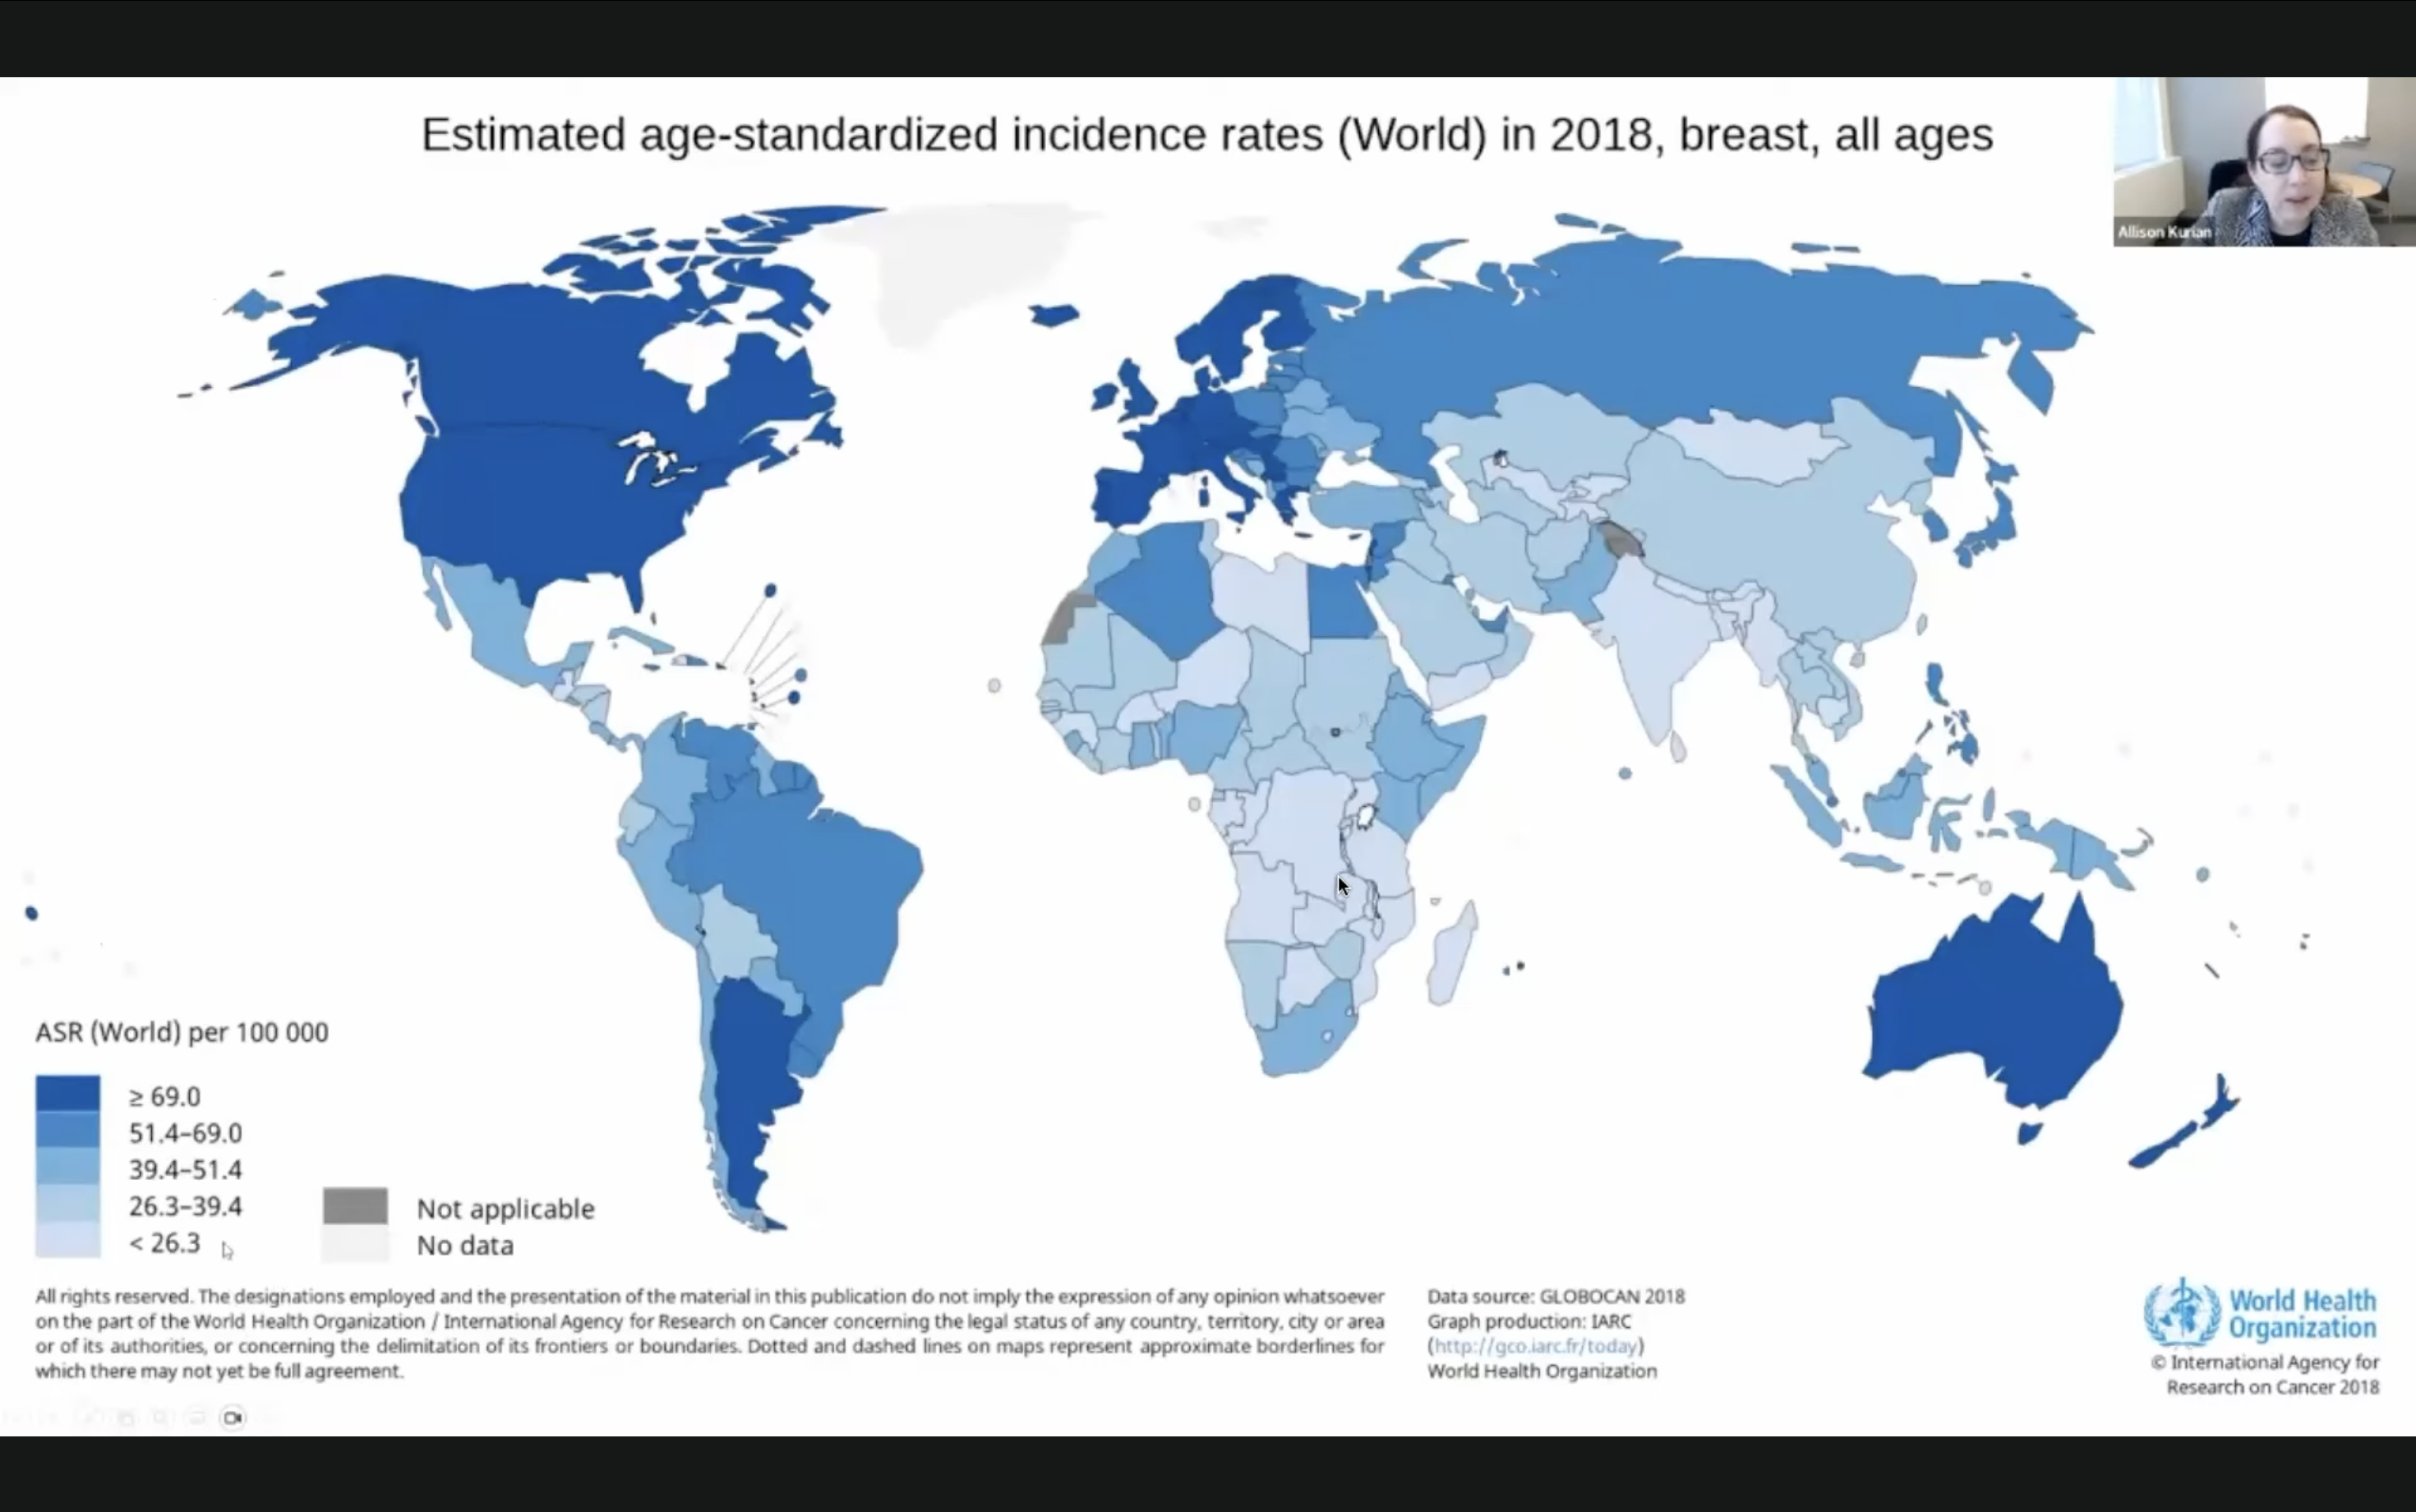 Estimated age-standardized incidence rates (World) in 2018, breast, all ages
Allison Kurian
ASR (World) per 100 000
≥ 69.0
51.4–69.0
39.4–51.4
26.3–39.4
< 26.3
Not applicable
No data
All rights reserved. The designations employed and the presentation of the material in this publication do not imply the expression of any opinion whatsoever
on the part of the World Health Organization / International Agency for Research on Cancer concerning the legal status of any country, territory, city or area
or of its authorities, or concerning the delimitation of its frontiers or boundaries. Dotted and dashed lines on maps represent approximate borderlines for
which there may not yet be full agreement.
Data source: GLOBOCAN 2018
Graph production: IARC
(http://gco.iarc.fr/today)
World Health Organization
World Health
Organization
© International Agency for
Research on Cancer 2018